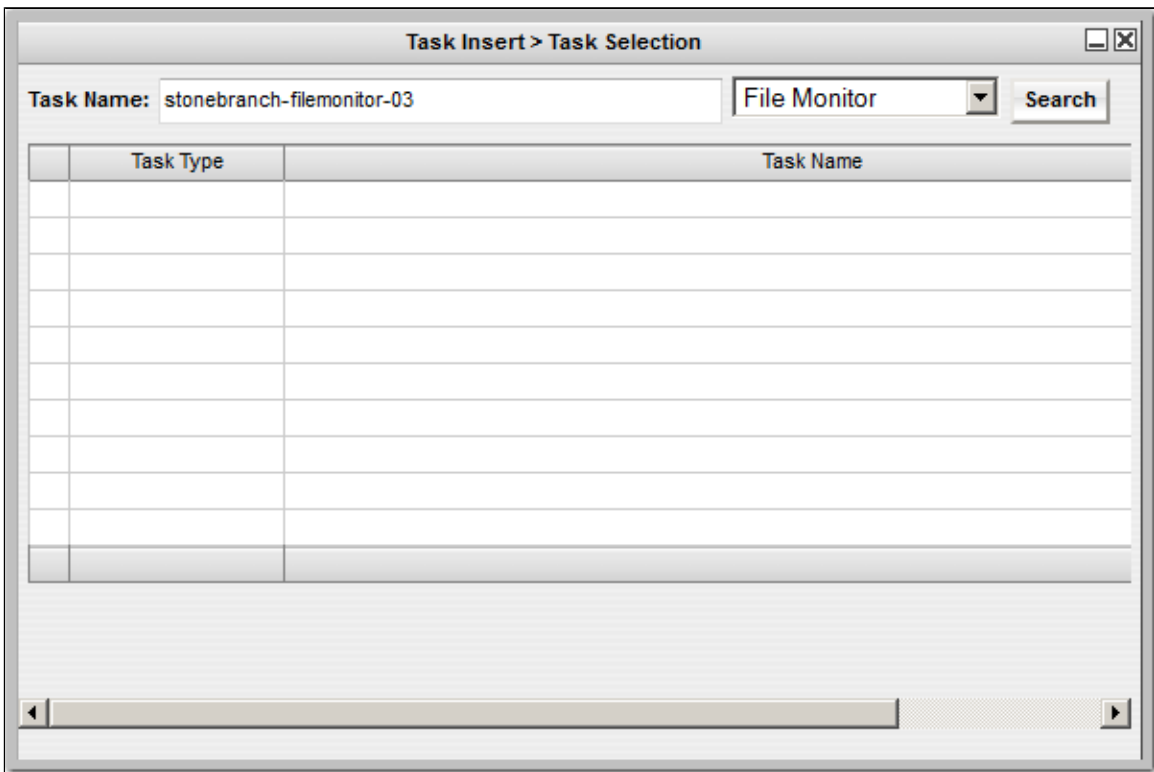 Task Insert > Task Selection
Task Name: stonebranch-filemonitor-03 File Monitor Search
Task Type Task Name